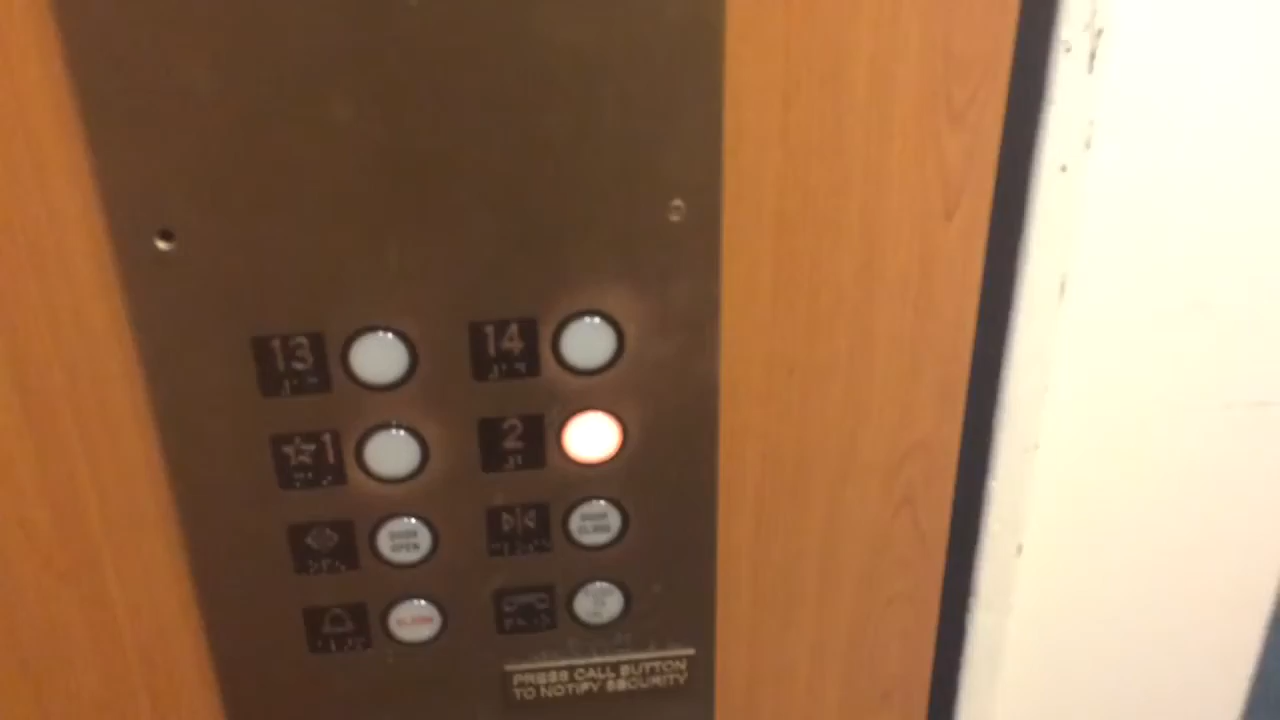 13 14
☆1 2
DOOR OPEN
DOOR CLOSE
ALARM
PRESS CALL BUTTON
TO NOTIFY SECURITY